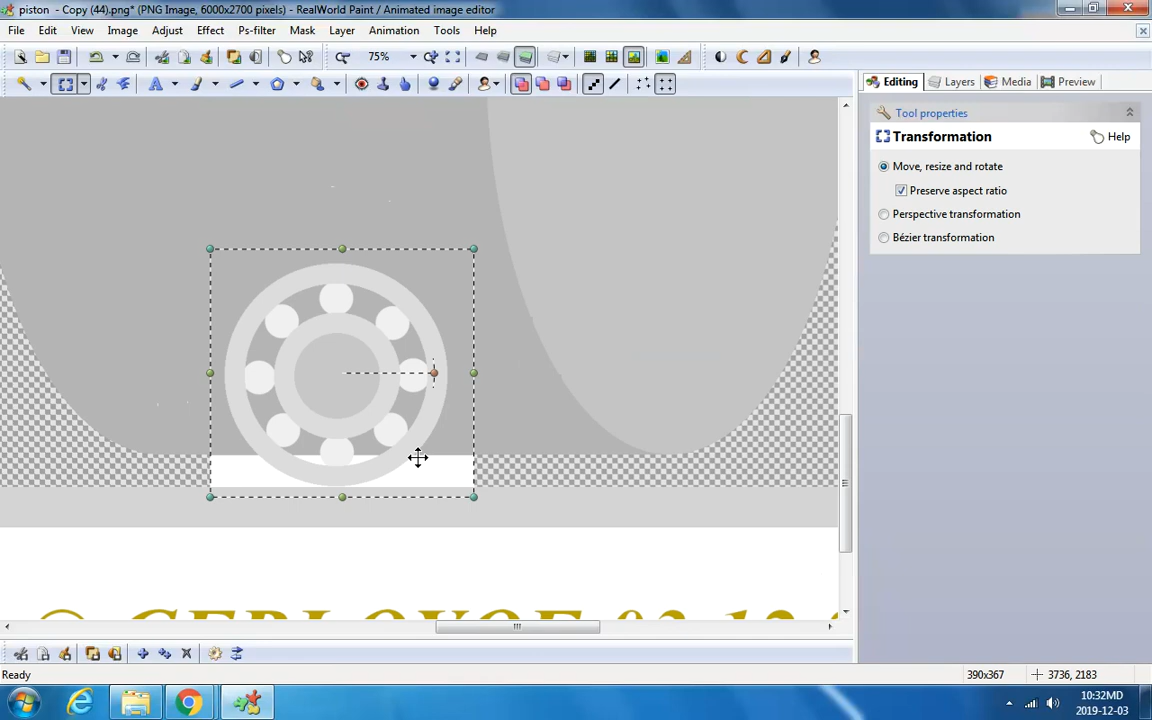 piston - Copy (44).png* (PNG Image, 6000x2700 pixels) - RealWorld Paint / Animated image editor
File Edit View Image Adjust Effect Ps-filter Mask Layer Animation Tools Help
75%
Editing Layers Media Preview
Tool properties
Transformation Help
Move, resize and rotate
Preserve aspect ratio
Perspective transformation
Bézier transformation
Ready 390x367 3736, 2183
10:32MD
2019-12-03